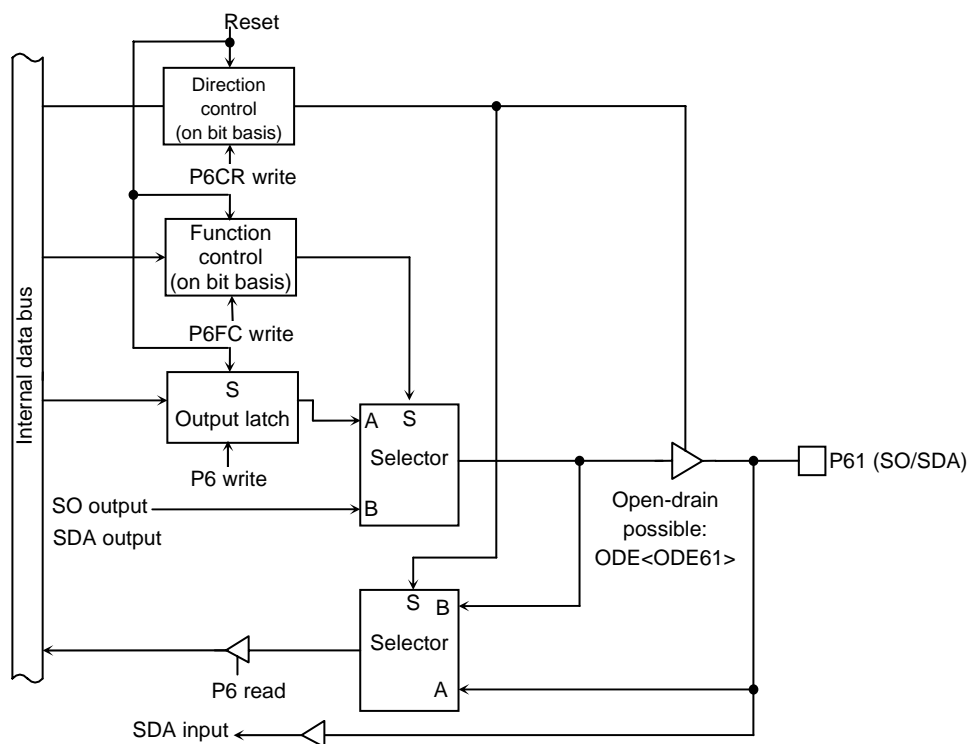 Reset
Direction
control
(on bit basis)
P6CR write
Function
control
(on bit basis)
P6FC write
Internal data bus
S
Output latch
P6 write
A
S
Selector
B
SO output
SDA output
P61 (SO/SDA)
Open-drain
possible:
ODE<ODE61>
S
B
Selector
A
P6 read
SDA input